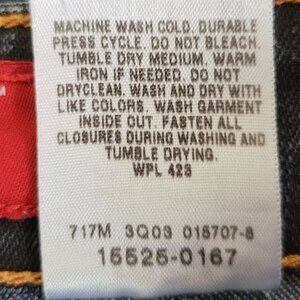 MACHINE WASH COLD. DURABLE
PRESS CYCLE. DO NOT BLEACH.
TUMBLE DRY MEDIUM. WARM
IRON IF NEEDED. DO NOT
DRYCLEAN. WASH AND DRY WITH
LIKE COLORS. WASH GARMENT
INSIDE OUT. FASTEN ALL
CLOSURES DURING WASHING AND
TUMBLE DRYING.
WPL 423
717M 3Q03 015707-8
15525-0167